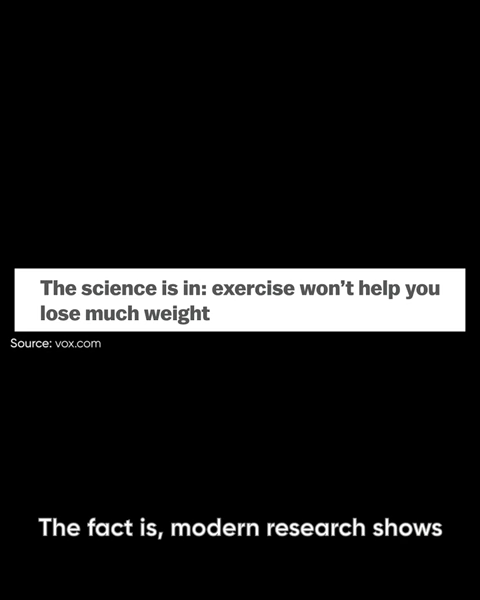 The science is in: exercise won’t help you
lose much weight
Source: vox.com
The fact is, modern research shows